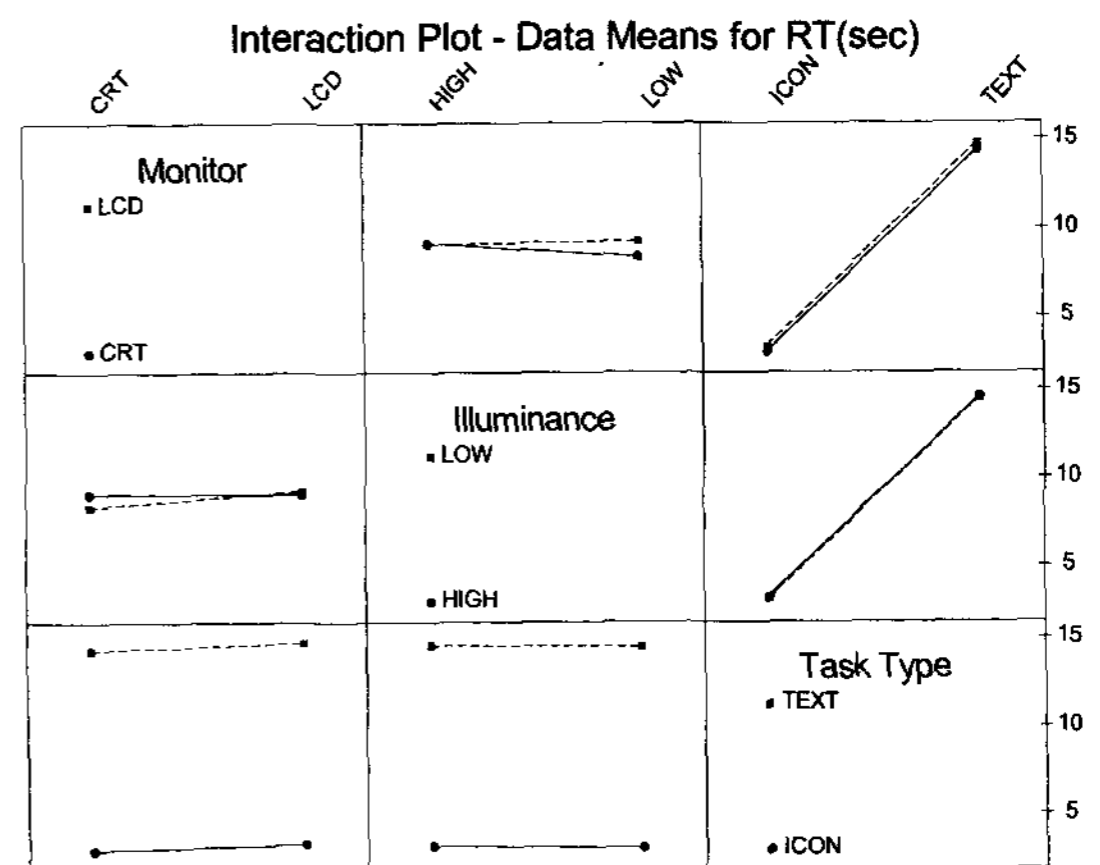 Interaction Plot - Data Means for RT(sec)
CRT LCD HIGH LOW ICON TEXT
Monitor
LCD
CRT
15
10
5
Illuminance
LOW
HIGH
15
10
5
Task Type
TEXT
ICON
15
10
5